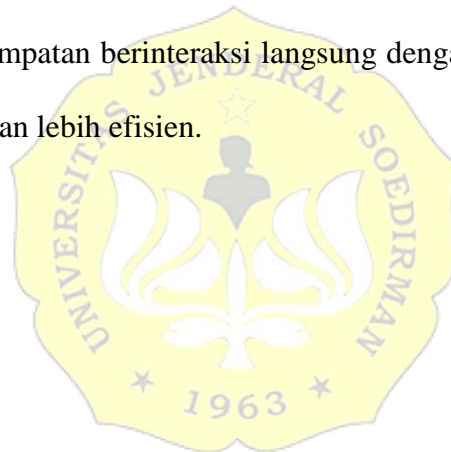 mpatan berinteraksi langsung denga
an lebih efisien.
UNIVERSITAS JENDERAL SOEDIRMAN
1963